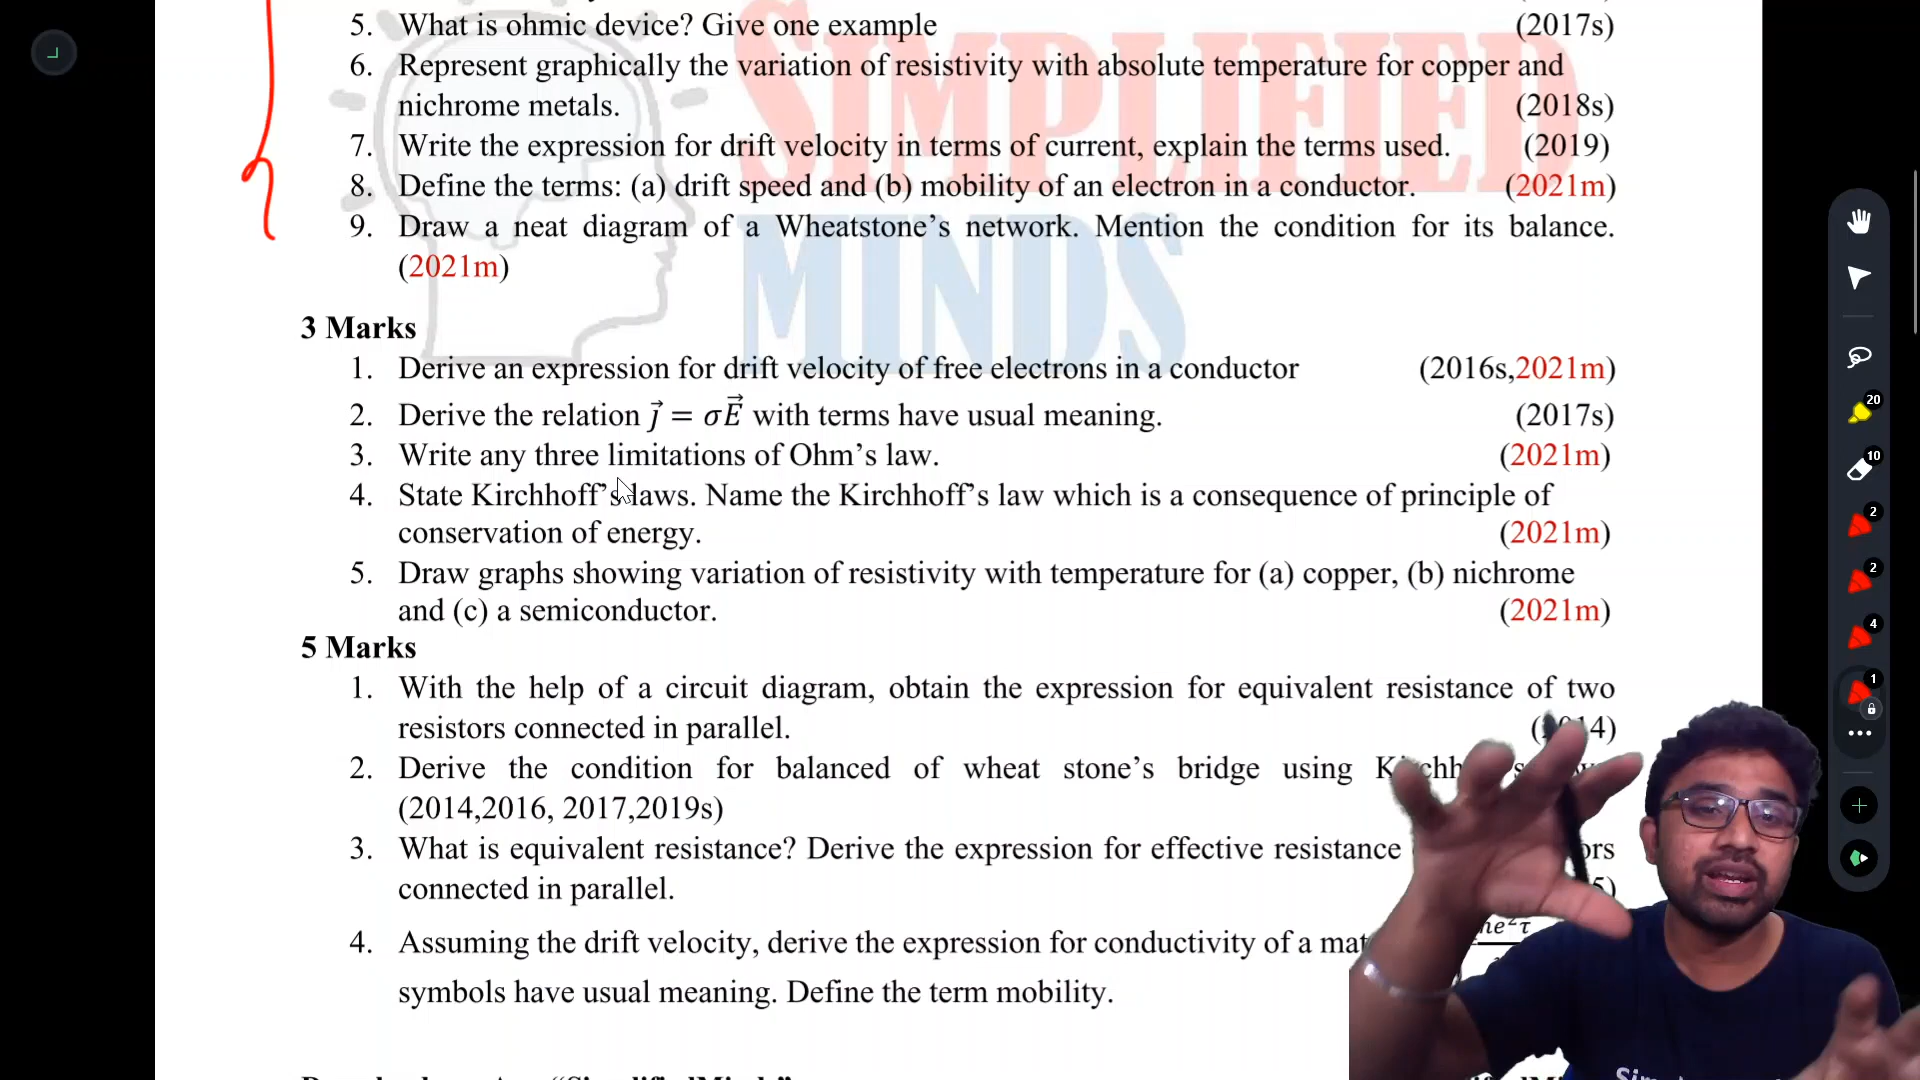 5. What is ohmic device? Give one example (2017s)
6. Represent graphically the variation of resistivity with absolute temperature for copper and
nichrome metals. (2018s)
7. Write the expression for drift velocity in terms of current, explain the terms used. (2019)
8. Define the terms: (a) drift speed and (b) mobility of an electron in a conductor. (2021m)
9. Draw a neat diagram of a Wheatstone’s network. Mention the condition for its balance.
(2021m)
SIMPLIFIED
MINDS
3 Marks
1. Derive an expression for drift velocity of free electrons in a conductor (2016s,2021m)
2. Derive the relation j⃗ = σE⃗ with terms have usual meaning. (2017s)
3. Write any three limitations of Ohm’s law. (2021m)
4. State Kirchhoff’s laws. Name the Kirchhoff’s law which is a consequence of principle of
conservation of energy. (2021m)
5. Draw graphs showing variation of resistivity with temperature for (a) copper, (b) nichrome
and (c) a semiconductor. (2021m)
5 Marks
1. With the help of a circuit diagram, obtain the expression for equivalent resistance of two
resistors connected in parallel.
2. Derive the condition for balanced of wheat stone’s bridge using
(2014,2016, 2017,2019s)
3. What is equivalent resistance? Derive the expression for effective resistance
connected in parallel.
4. Assuming the drift velocity, derive the expression for conductivity of a ne²τ
symbols have usual meaning. Define the term mobility.
20
10
2
2
4
1